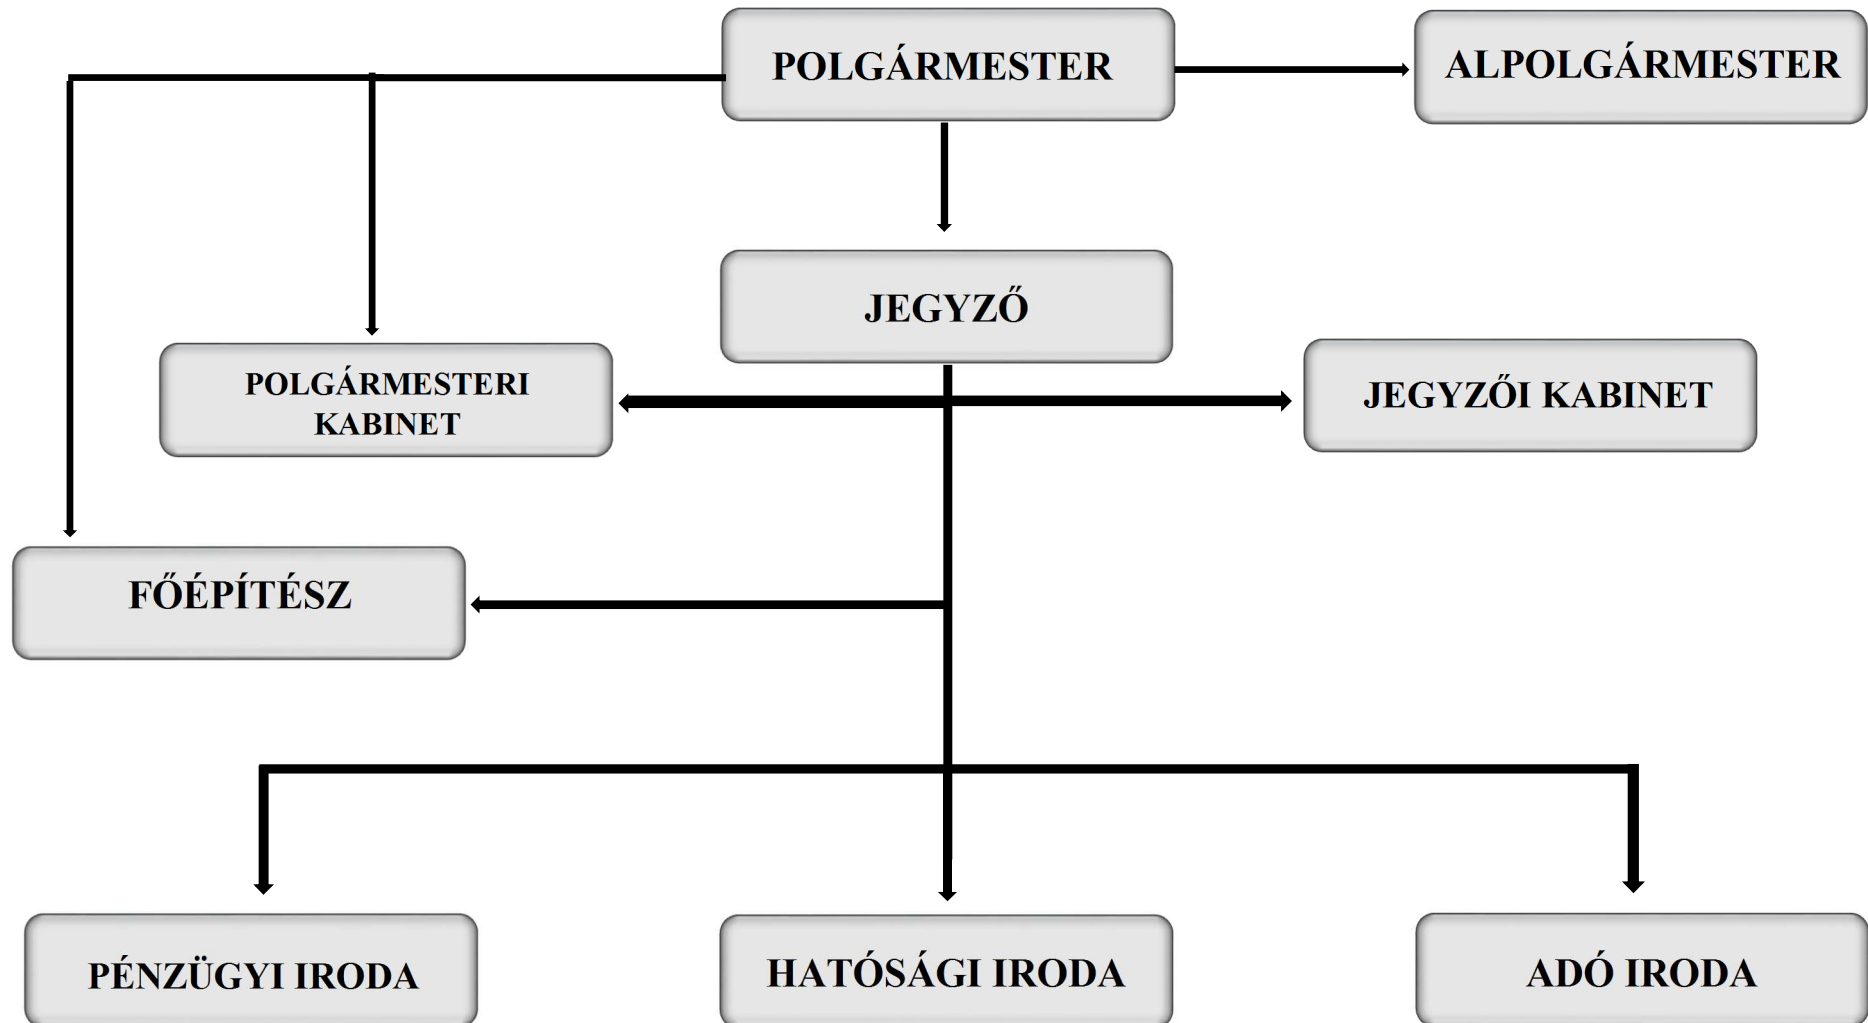 POLGÁRMESTER
ALPOLGÁRMESTER
JEGYZŐ
POLGÁRMESTERI
KABINET
JEGYZŐI KABINET
FŐÉPÍTÉSZ
PÉNZÜGYI IRODA
HATÓSÁGI IRODA
ADÓ IRODA